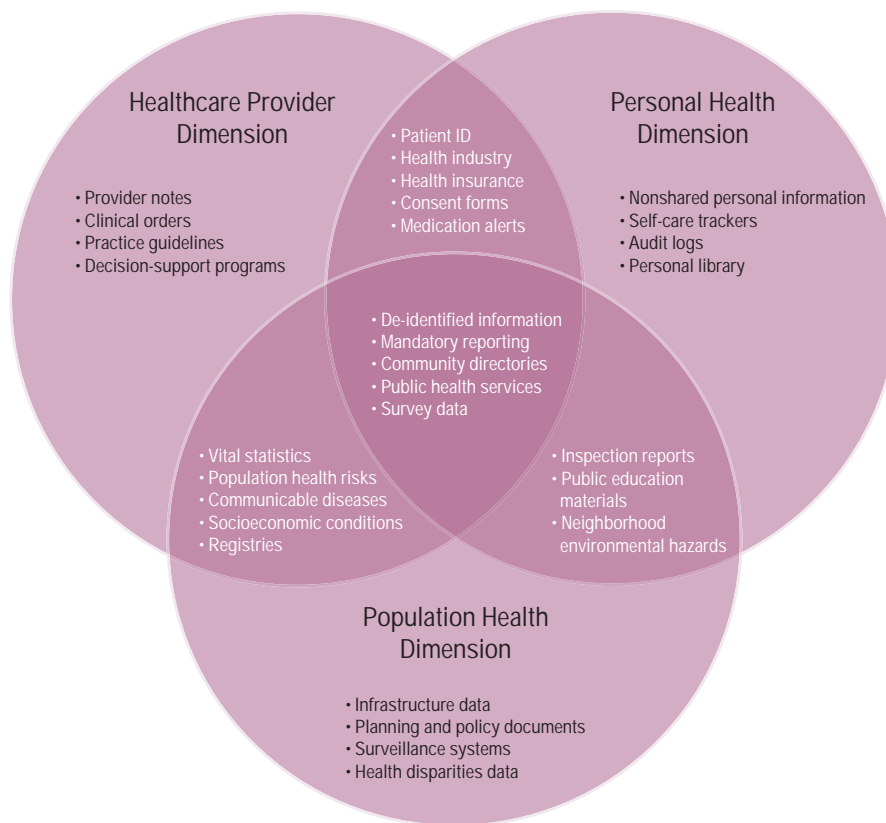 Healthcare Provider
Dimension
• Provider notes
• Clinical orders
• Practice guidelines
• Decision-support programs
• Patient ID
• Health industry
• Health insurance
• Consent forms
• Medication alerts
Personal Health
Dimension
• Nonshared personal information
• Self-care trackers
• Audit logs
• Personal library
• De-identified information
• Mandatory reporting
• Community directories
• Public health services
• Survey data
• Vital statistics
• Population health risks
• Communicable diseases
• Socioeconomic conditions
• Registries
• Inspection reports
• Public education
materials
• Neighborhood
environmental hazards
Population Health
Dimension
• Infrastructure data
• Planning and policy documents
• Surveillance systems
• Health disparities data